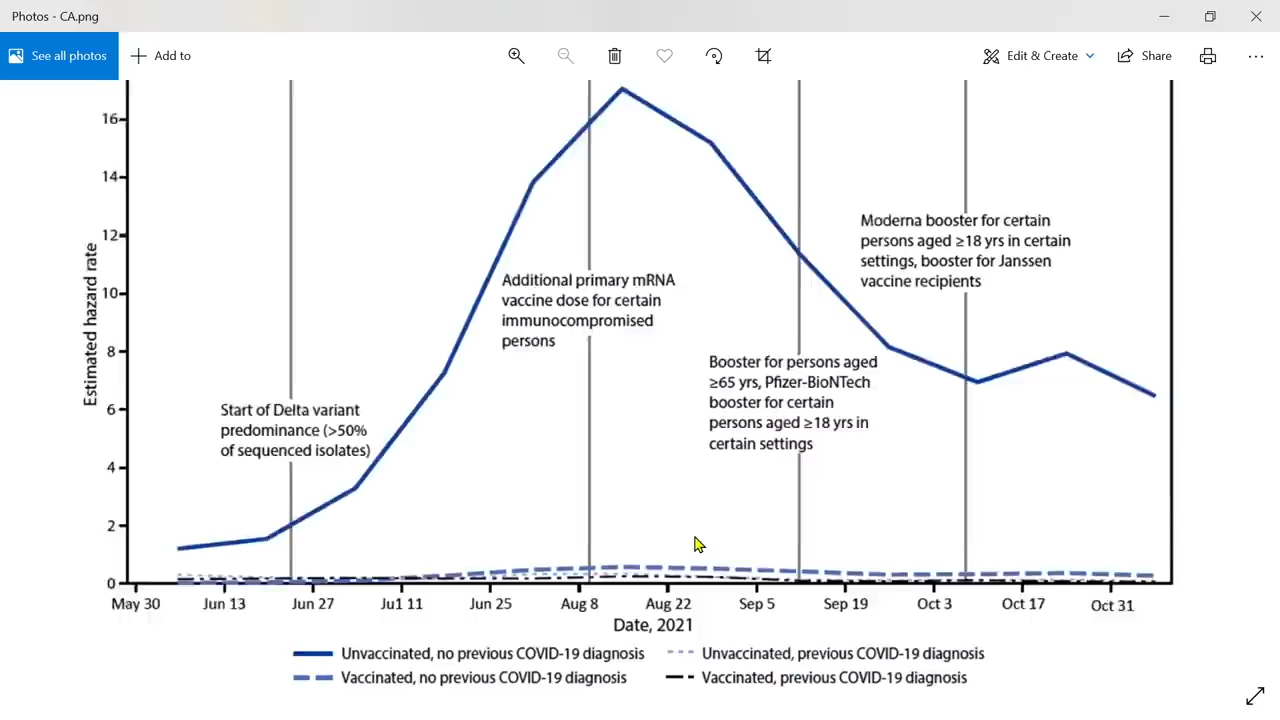 Photos - CA.png
See all photos
Add to
Edit & Create
Share
16
14
12
10
8
6
4
2
0
Estimated hazard rate
Start of Delta variant
predominance (>50%
of sequenced isolates)
Additional primary mRNA
vaccine dose for certain
immunocompromised
persons
Booster for persons aged
≥65 yrs, Pfizer-BioNTech
booster for certain
persons aged ≥18 yrs in
certain settings
Moderna booster for certain
persons aged ≥18 yrs in certain
settings, booster for Janssen
vaccine recipients
May 30 Jun 13 Jun 27 Ju1 11 Jun 25 Aug 8 Aug 22 Sep 5 Sep 19 Oct 3 Oct 17 Oct 31
Date, 2021
Unvaccinated, no previous COVID-19 diagnosis
Unvaccinated, previous COVID-19 diagnosis
Vaccinated, no previous COVID-19 diagnosis
Vaccinated, previous COVID-19 diagnosis